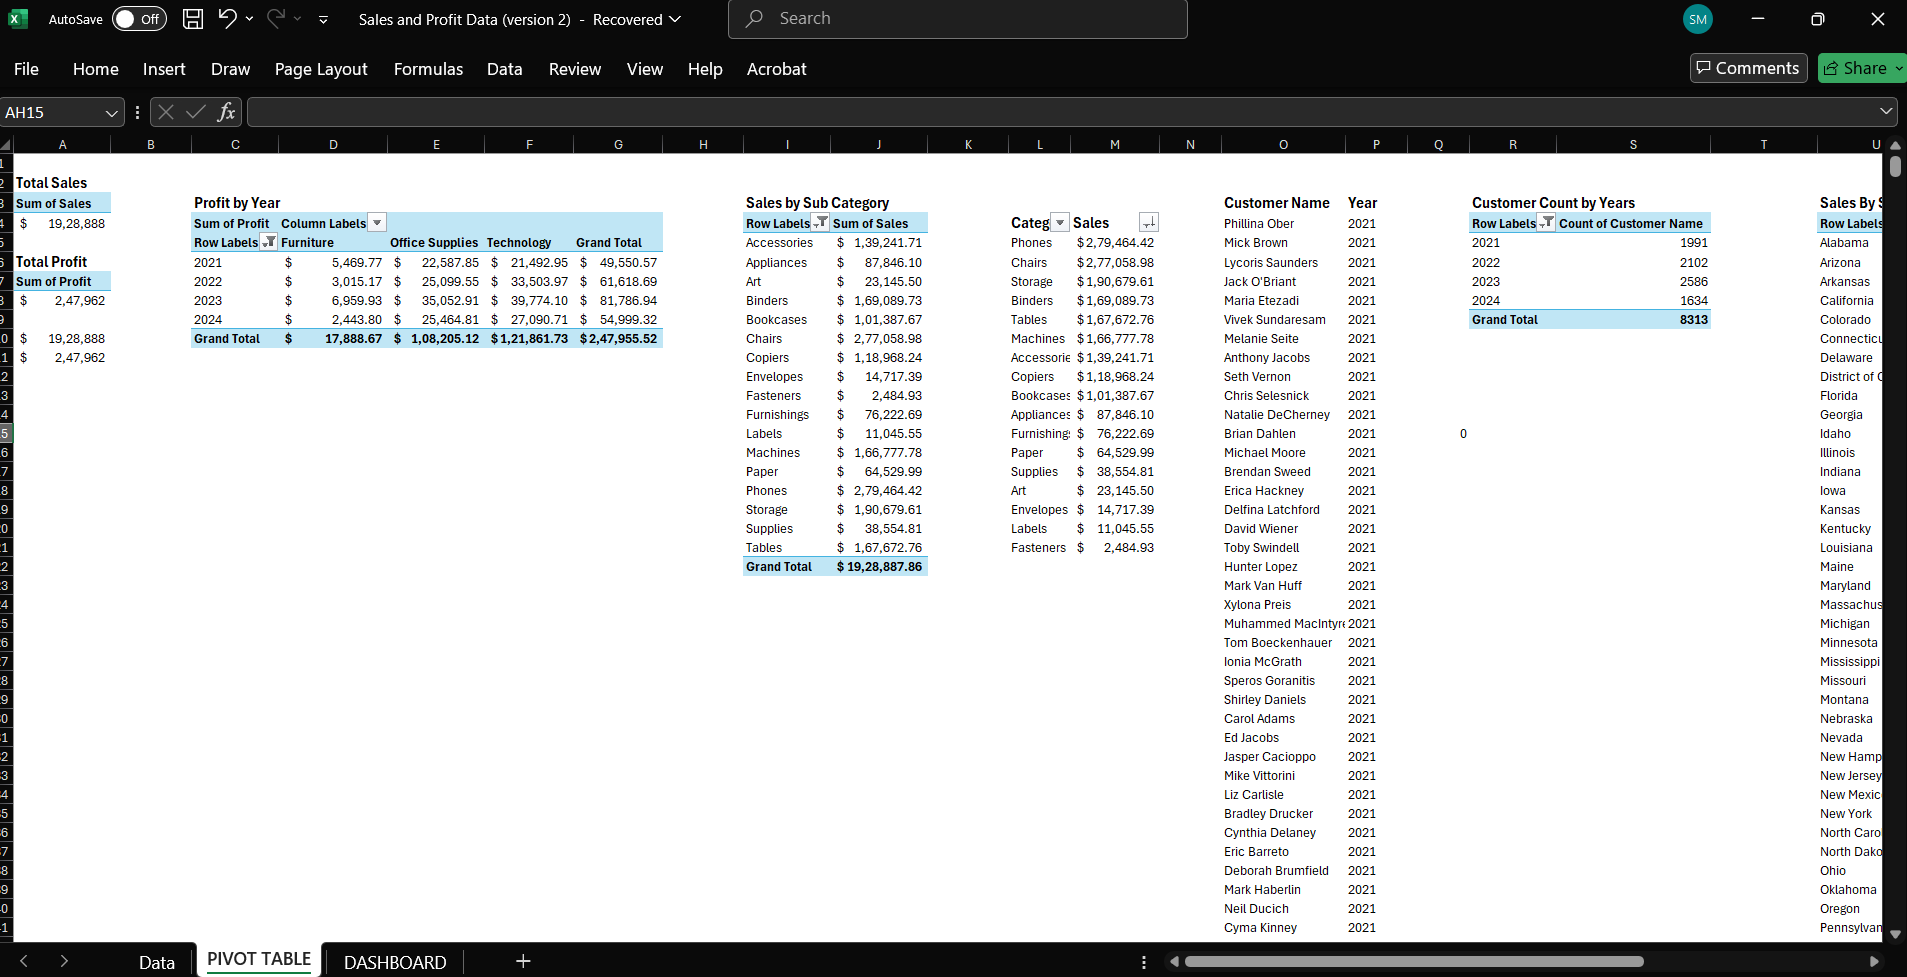 AutoSave Off Sales and Profit Data (version 2) - Recovered Search SM
File Home Insert Draw Page Layout Formulas Data Review View Help Acrobat Comments Share
AH15 fx
A B C D E F G H I J K L M N O P Q R S T U
Total Sales
Sum of Sales Profit by Year Sales by Sub Category Customer Name Year Customer Count by Years Sales By S
$ 19,28,888 Sum of Profit Column Labels Row Labels Sum of Sales Categ Sales Phillina Ober 2021 Row Labels Count of Customer Name Row Labels
Row Labels Furniture Office Supplies Technology Grand Total Accessories $ 1,39,241.71 Phones $ 2,79,464.42 Mick Brown 2021 2021 1991 Alabama
Total Profit 2021 $ 5,469.77 $ 22,587.85 $ 21,492.95 $ 49,550.57 Appliances $ 87,846.10 Chairs $ 2,77,058.98 Lycoris Saunders 2021 2022 2102 Arizona
Sum of Profit 2022 $ 3,015.17 $ 25,099.55 $ 33,503.97 $ 61,618.69 Art $ 23,145.50 Storage $ 1,90,679.61 Jack O'Briant 2021 2023 2586 Arkansas
$ 2,47,962 2023 $ 6,959.93 $ 35,052.91 $ 39,774.10 $ 81,786.94 Binders $ 1,69,089.73 Binders $ 1,69,089.73 Maria Etezadi 2021 2024 1634 California
2024 $ 2,443.80 $ 25,464.81 $ 27,090.71 $ 54,999.32 Bookcases $ 1,01,387.67 Tables $ 1,67,672.76 Vivek Sundaresam 2021 Grand Total 8313 Colorado
$ 19,28,888 Grand Total $ 17,888.67 $ 1,08,205.12 $ 1,21,861.73 $ 2,47,955.52 Chairs $ 2,77,058.98 Machines $ 1,66,777.78 Melanie Seite 2021 Connecticu
$ 2,47,962 Copiers $ 1,18,968.24 Accessorie $ 1,39,241.71 Anthony Jacobs 2021 Delaware
Envelopes $ 14,717.39 Copiers $ 1,18,968.24 Seth Vernon 2021 District of C
Fasteners $ 2,484.93 Bookcases $ 1,01,387.67 Chris Selesnick 2021 Florida
Furnishings $ 76,222.69 Appliances $ 87,846.10 Natalie DeCherney 2021 Georgia
Labels $ 11,045.55 Furnishing $ 76,222.69 Brian Dahlen 2021 0 Idaho
Machines $ 1,66,777.78 Paper $ 64,529.99 Michael Moore 2021 Illinois
Paper $ 64,529.99 Supplies $ 38,554.81 Brendan Sweed 2021 Indiana
Phones $ 2,79,464.42 Art $ 23,145.50 Erica Hackney 2021 Iowa
Storage $ 1,90,679.61 Envelopes $ 14,717.39 Delfina Latchford 2021 Kansas
Supplies $ 38,554.81 Labels $ 11,045.55 David Wiener 2021 Kentucky
Tables $ 1,67,672.76 Fasteners $ 2,484.93 Toby Swindell 2021 Louisiana
Grand Total $ 19,28,887.86 Hunter Lopez 2021 Maine
Mark Van Huff 2021 Maryland
Xylona Preis 2021 Massachus
Muhammed MacIntyre 2021 Michigan
Tom Boeckenhauer 2021 Minnesota
Ionia McGrath 2021 Mississippi
Speros Goranitis 2021 Missouri
Shirley Daniels 2021 Montana
Carol Adams 2021 Nebraska
Ed Jacobs 2021 Nevada
Jasper Cacioppo 2021 New Hamp
Mike Vittorini 2021 New Jersey
Liz Carlisle 2021 New Mexic
Bradley Drucker 2021 New York
Cynthia Delaney 2021 North Caro
Eric Barreto 2021 North Dako
Deborah Brumfield 2021 Ohio
Mark Haberlin 2021 Oklahoma
Neil Ducich 2021 Oregon
Cyma Kinney 2021 Pennsylvan
Data PIVOT TABLE DASHBOARD